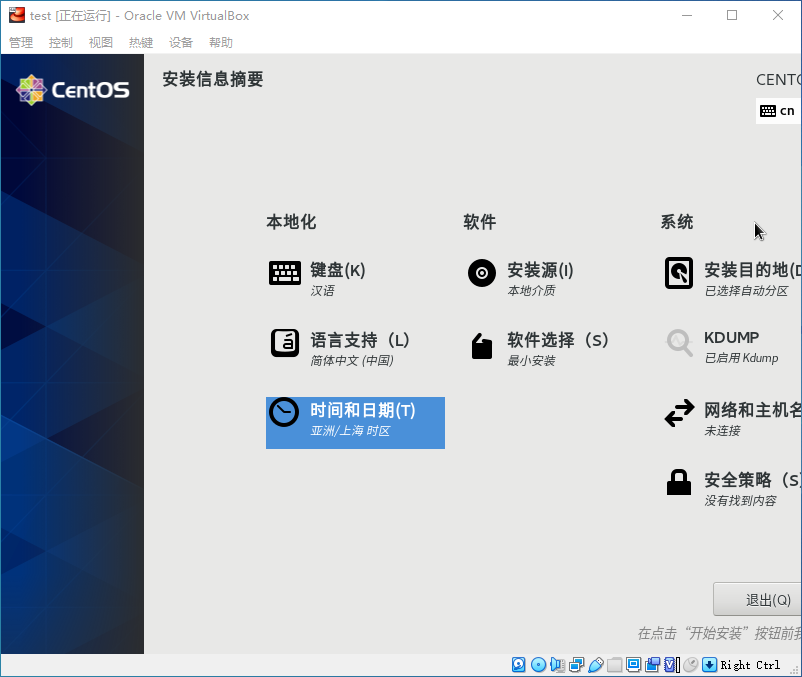 test [正在运行] - Oracle VM VirtualBox
管理 控制 视图 热键 设备 帮助
CentOS
安装信息摘要
CENTO
cn
本地化
键盘(K)
汉语
语言支持（L）
简体中文 (中国)
时间和日期(T)
亚洲/上海 时区
软件
安装源(I)
本地介质
软件选择（S）
最小安装
系统
安装目的地(D
已选择自动分区
KDUMP
已启用 Kdump
网络和主机名
未连接
安全策略（S
没有找到内容
退出(Q)
在点击“开始安装”按钮前我
Right Ctrl